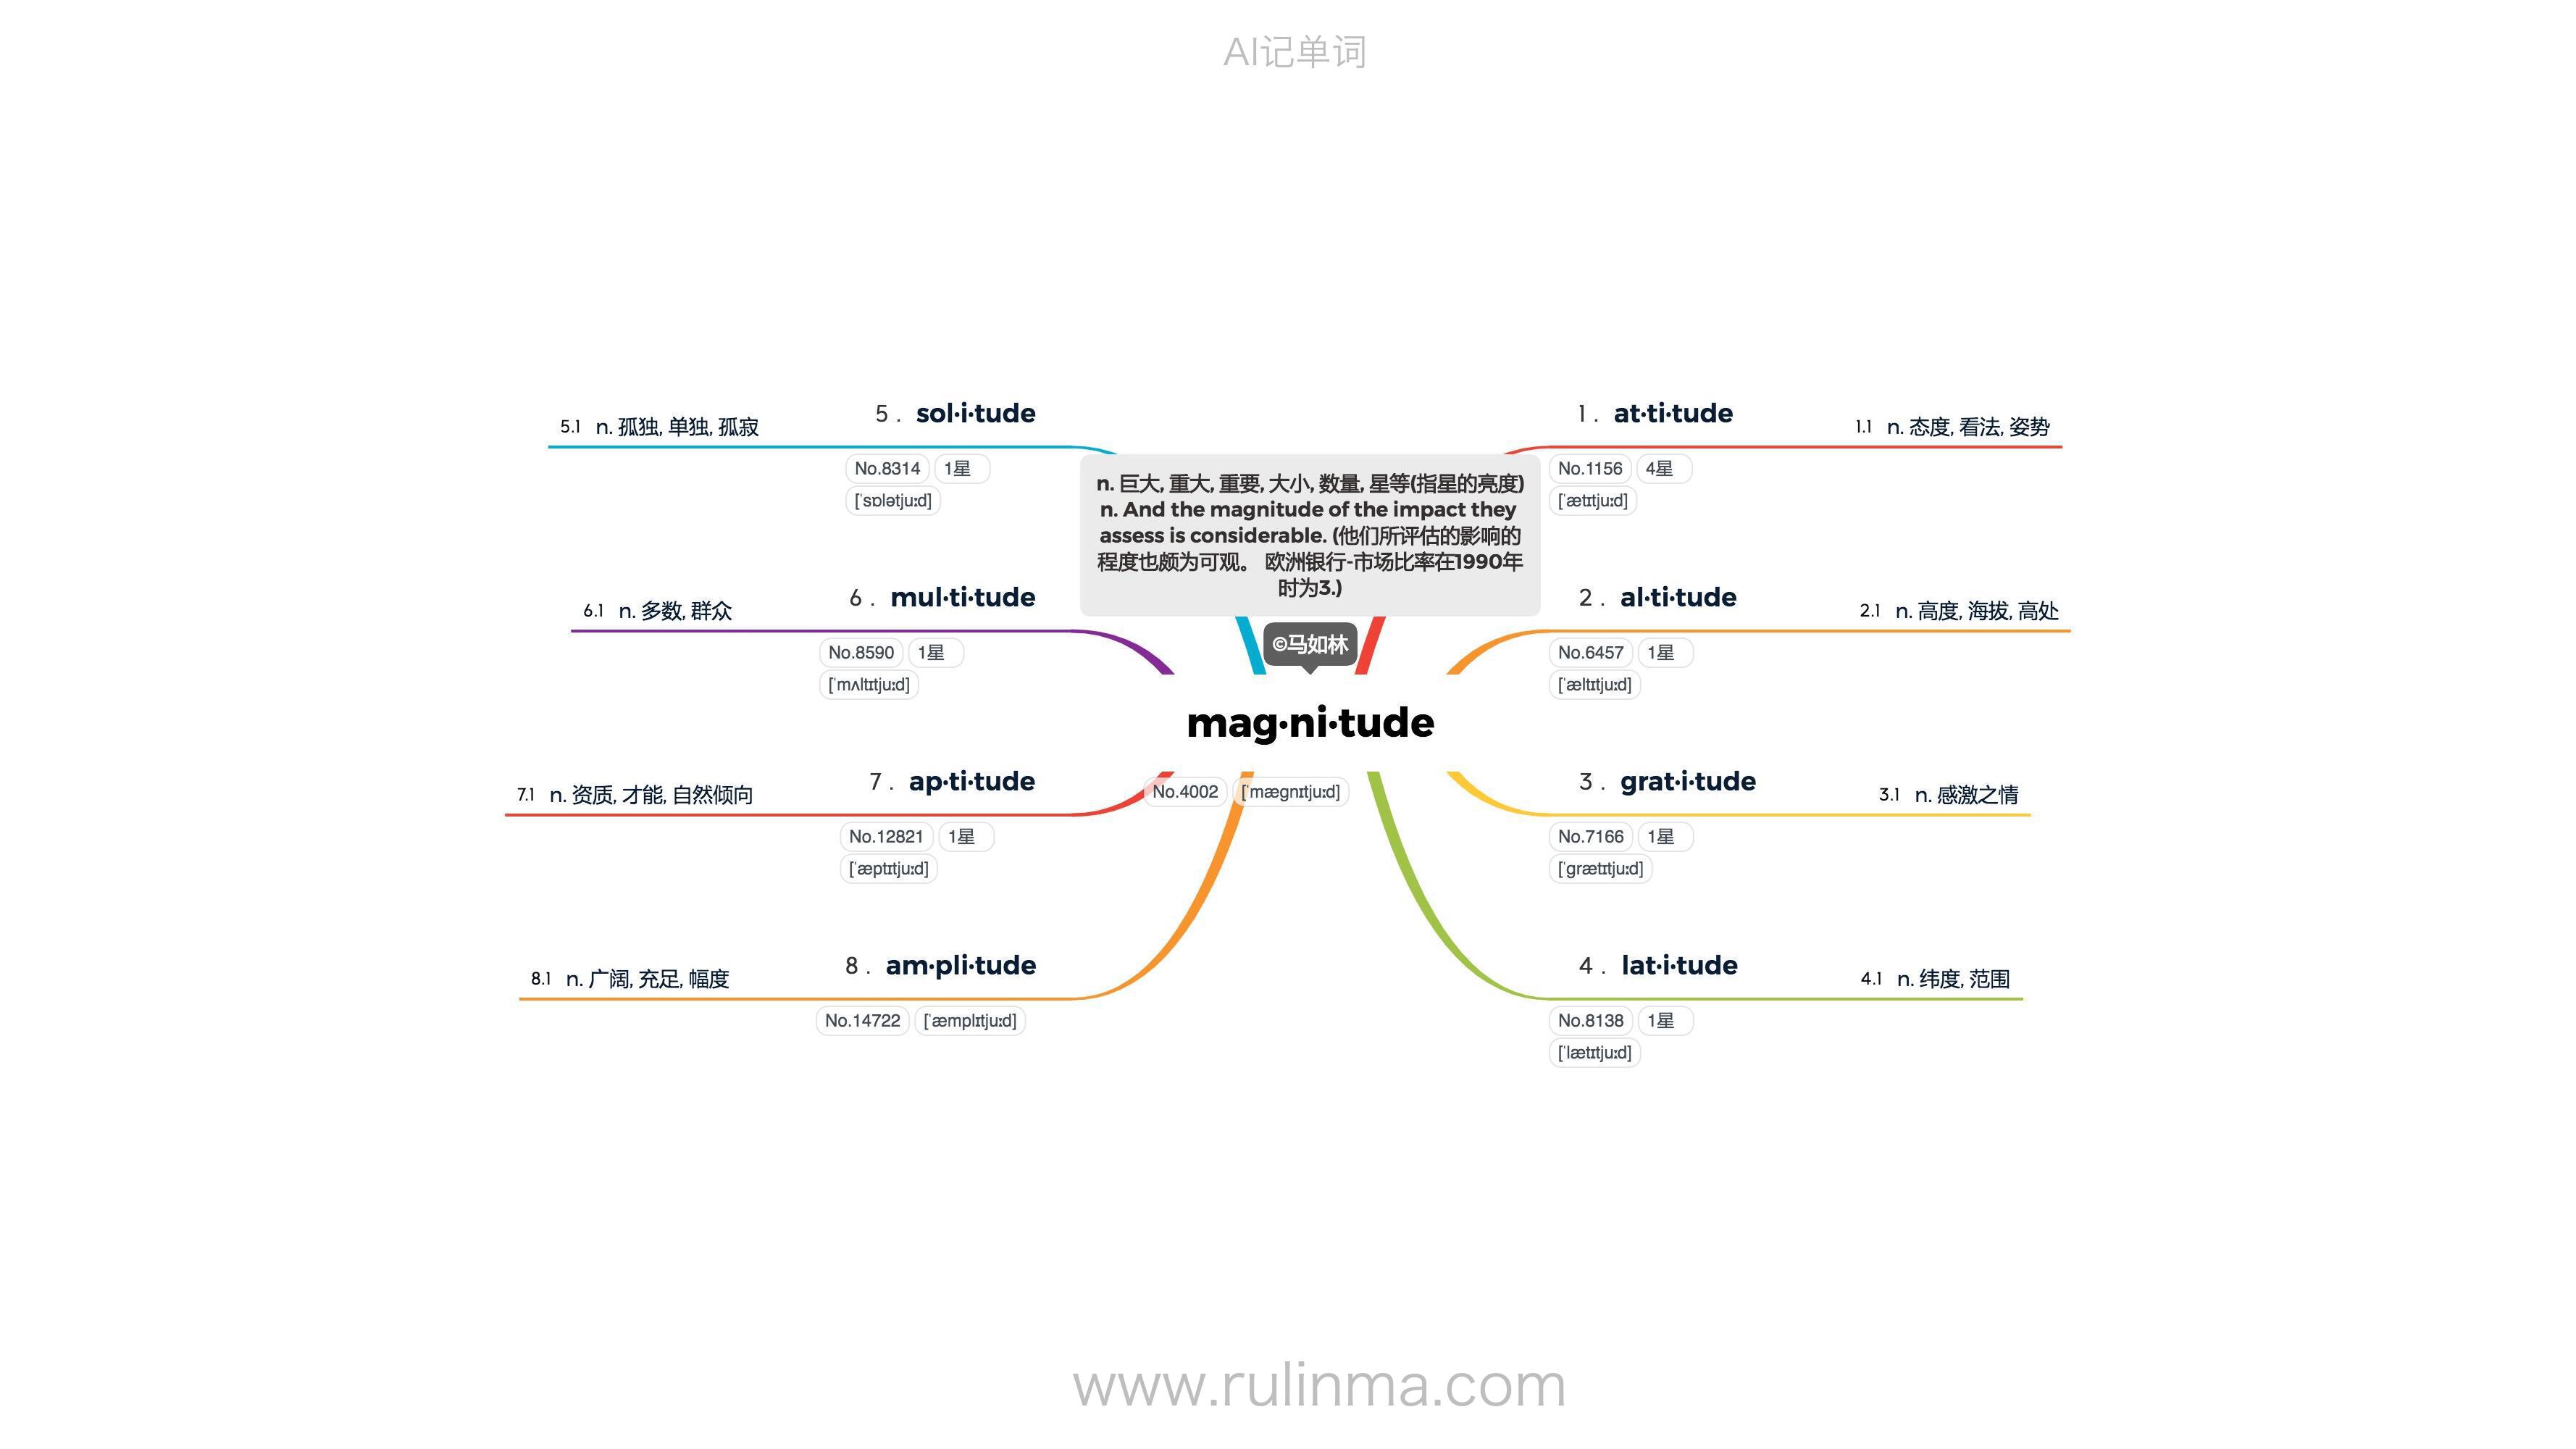 AI记单词
n. 巨大, 重大, 重要, 大小, 数量, 星等(指星的亮度)
n. And the magnitude of the impact they
assess is considerable. (他们所评估的影响的
程度也颇为可观。 欧洲银行-市场比率在1990年
时为3.)
©马如林
mag·ni·tude
No.4002 [ˈmægnɪtjuːd]
1 . at·ti·tude
1.1 n. 态度, 看法, 姿势
No.1156 4星
[ˈætɪtjuːd]
2 . al·ti·tude
2.1 n. 高度, 海拔, 高处
No.6457 1星
[ˈæltɪtjuːd]
3 . grat·i·tude
3.1 n. 感激之情
No.7166 1星
[ˈɡrætɪtjuːd]
4 . lat·i·tude
4.1 n. 纬度, 范围
No.8138 1星
[ˈlætɪtjuːd]
5 . sol·i·tude
5.1 n. 孤独, 单独, 孤寂
No.8314 1星
[ˈsɒlətjuːd]
6 . mul·ti·tude
6.1 n. 多数, 群众
No.8590 1星
[ˈmʌltɪtjuːd]
7 . ap·ti·tude
7.1 n. 资质, 才能, 自然倾向
No.12821 1星
[ˈæptɪtjuːd]
8 . am·pli·tude
8.1 n. 广阔, 充足, 幅度
No.14722 [ˈæmplɪtjuːd]
www.rulinma.com